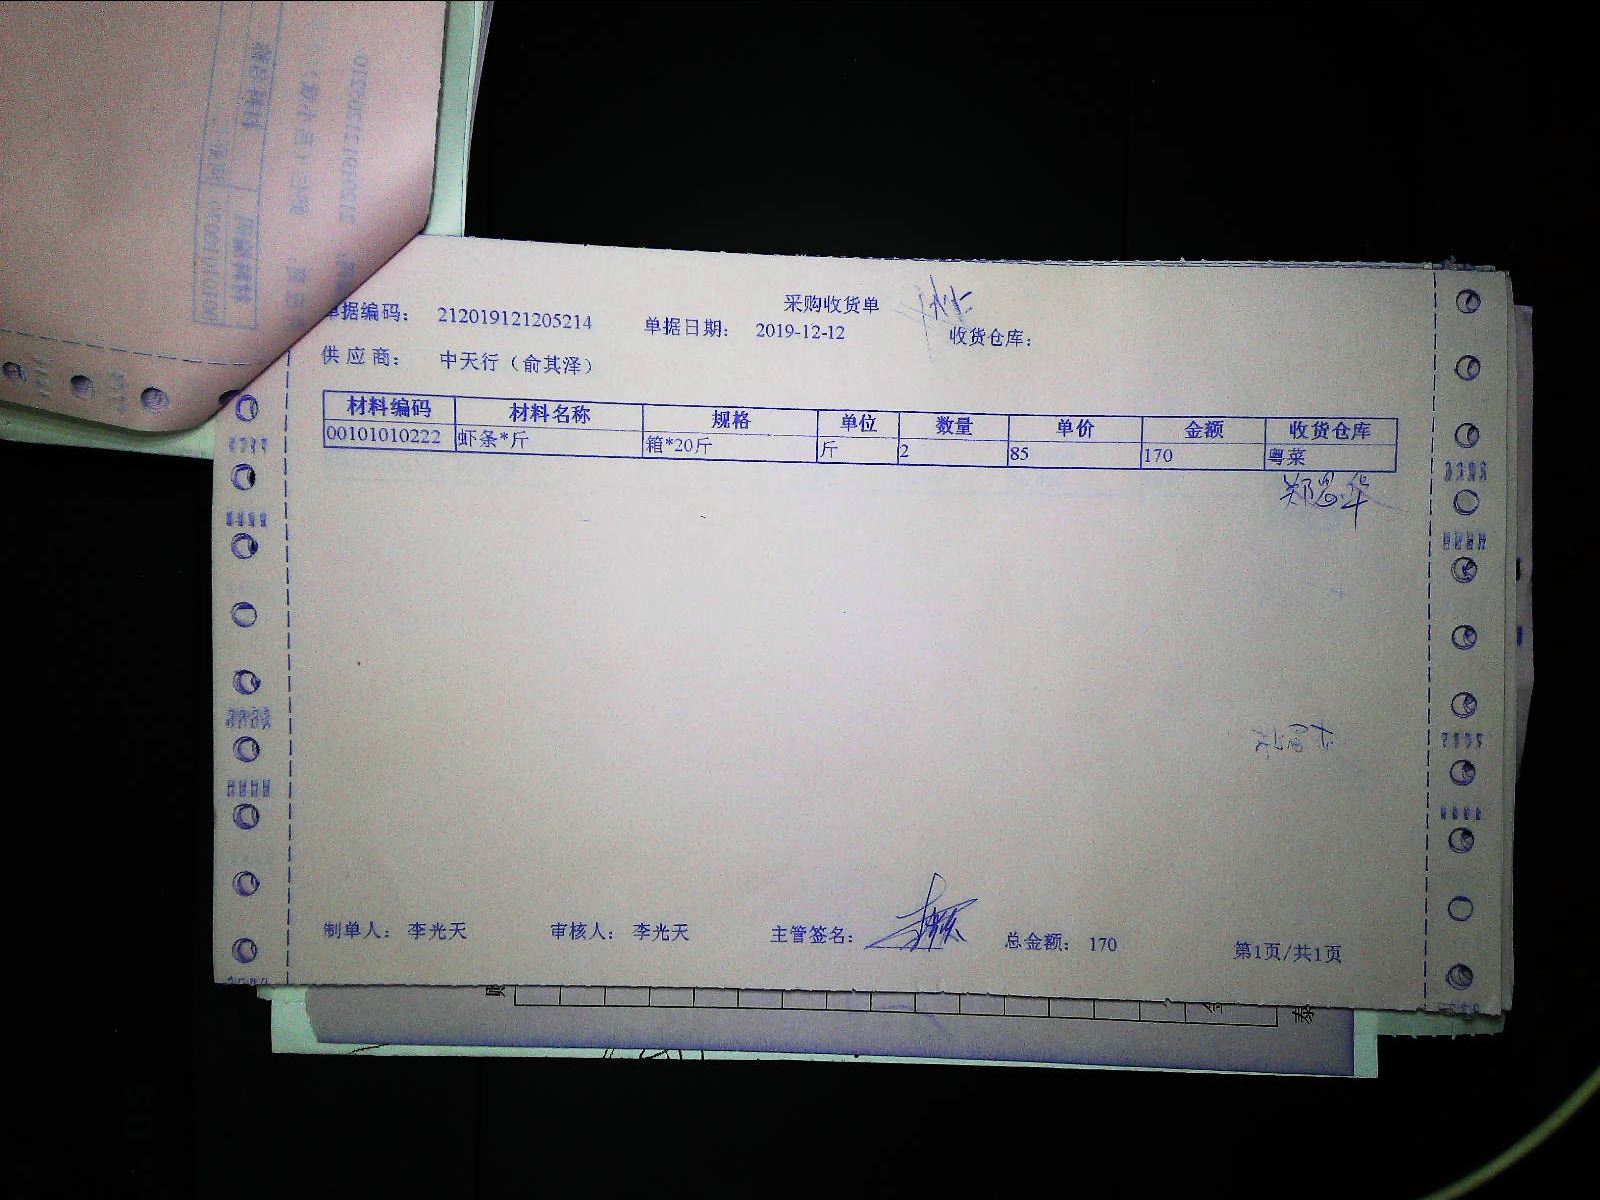 采购收货单
单据编码： 212019121205214 单据日期： 2019-12-12 收货仓库：
供应商： 中天行（俞其泽）
材料编码 材料名称 规格 单位 数量 单价 金额 收货仓库
00101010222 虾条*斤 箱*20斤 斤 2 85 170 粤菜
制单人： 李光天 审核人： 李光天 主管签名： 总金额： 170 第1页/共1页